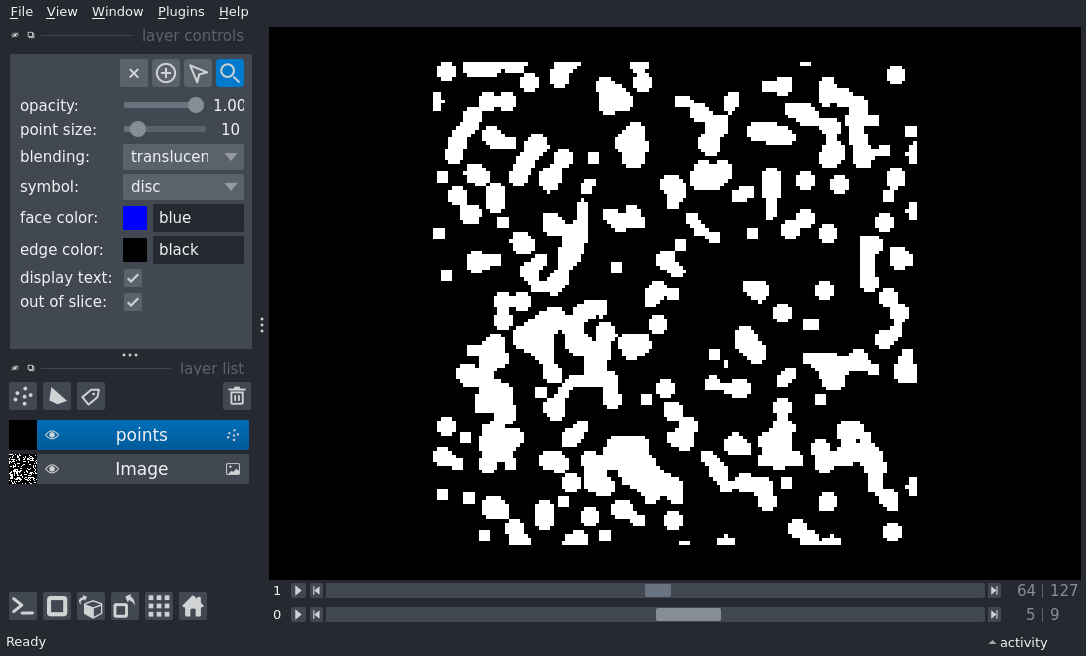 File View Window Plugins Help
layer controls
opacity: 1.00
point size: 10
blending: translucen
symbol: disc
face color: blue
edge color: black
display text:
out of slice:
layer list
points
Image
1 64 | 127
0 5 | 9
Ready activity